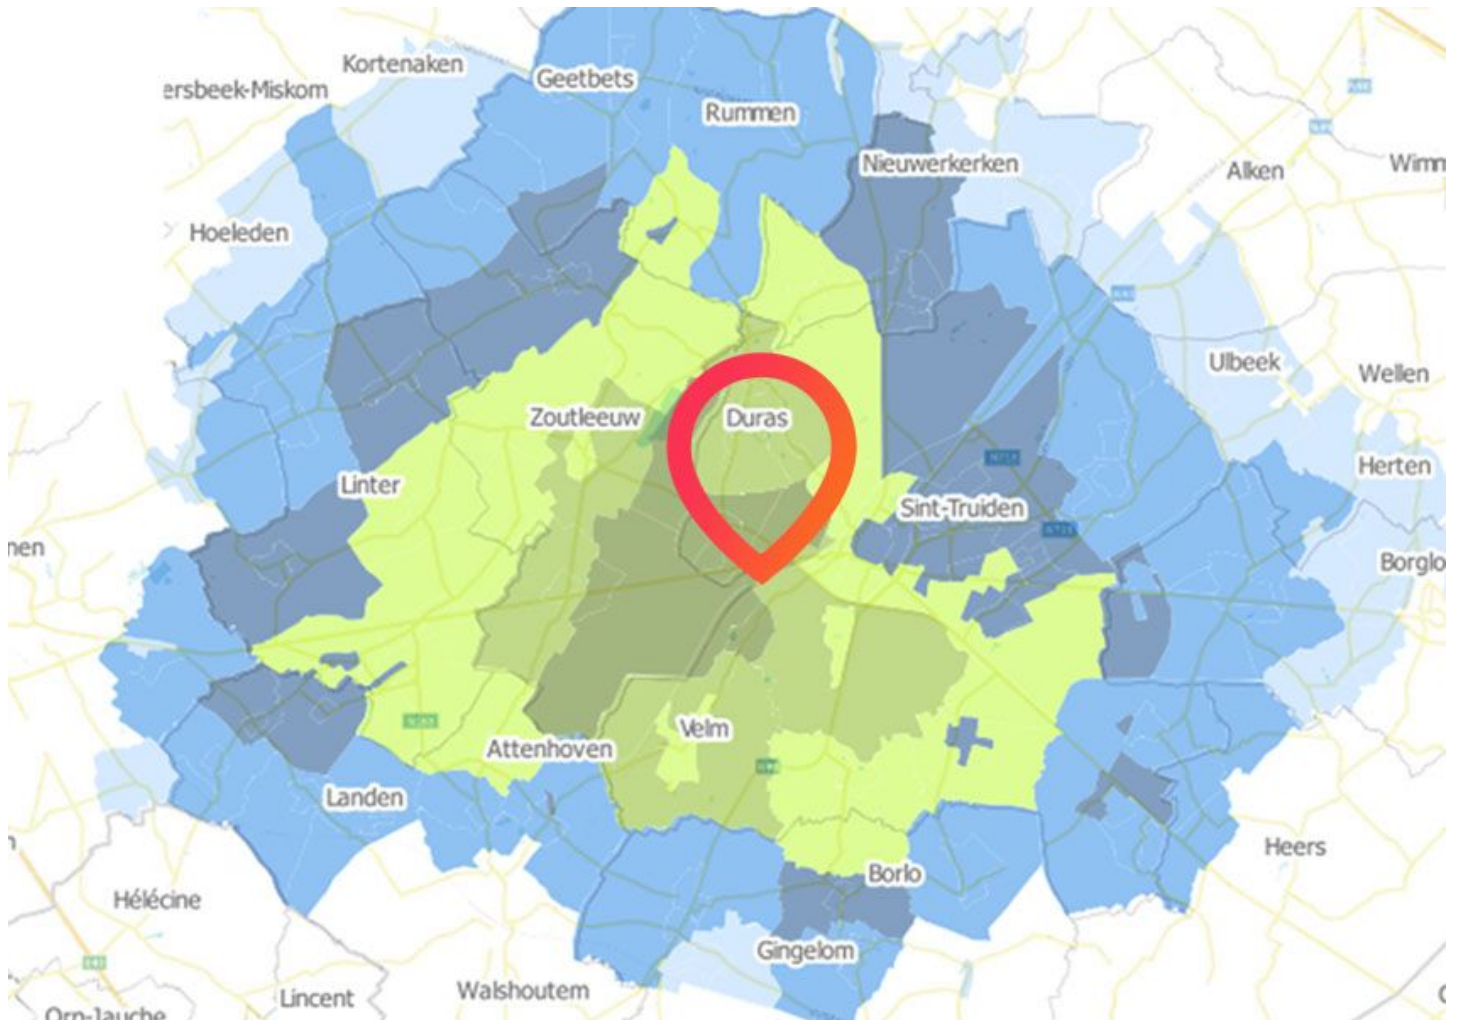 Kortenaken
ersbeek-Miskom
Geetbets
Rummen
Nieuwerkerken
Alken
Wimm
Hoeleden
Ulbeek
Wellen
Zoutleeuw
Duras
Herten
Linter
Sint-Truiden
nen
Borglo
Velm
Attenhoven
Landen
Heers
Borlo
Hélécine
Gingelom
Walshoutem
Lincent
Orp-Jauche